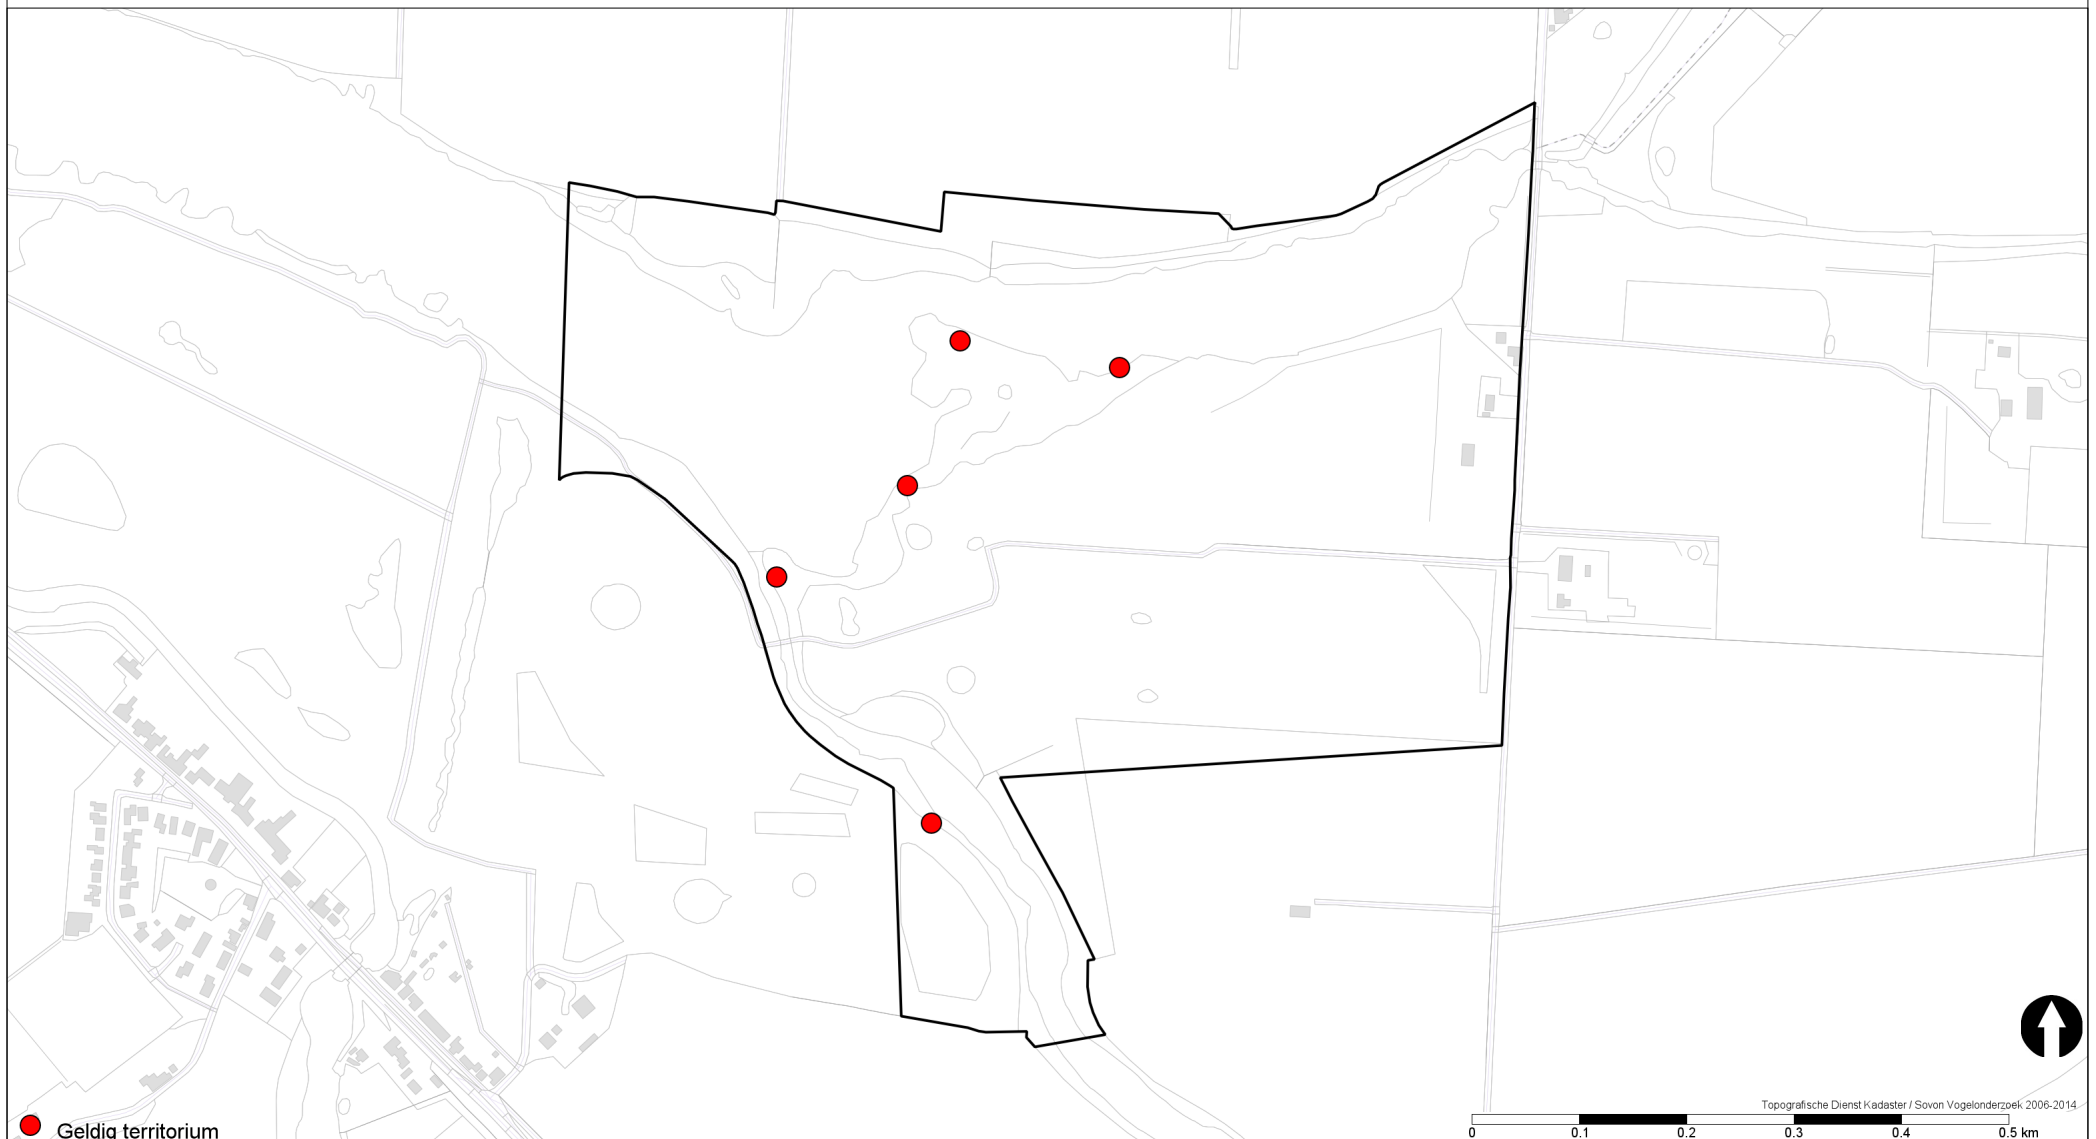 Topografische Dienst Kadaster / Sovon Vogelonderzoek 2006-2014
0 0.1 0.2 0.3 0.4 0.5 km
Geldig territorium